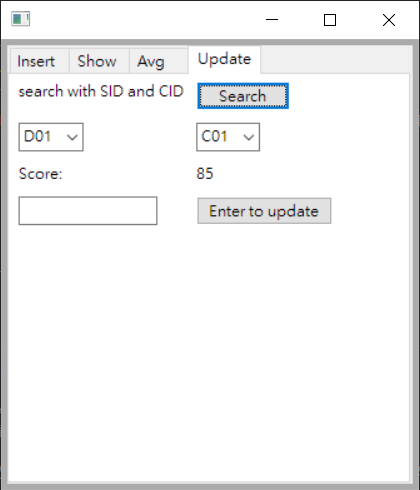 Insert Show Avg Update
search with SID and CID Search
D01 C01
Score: 85
Enter to update